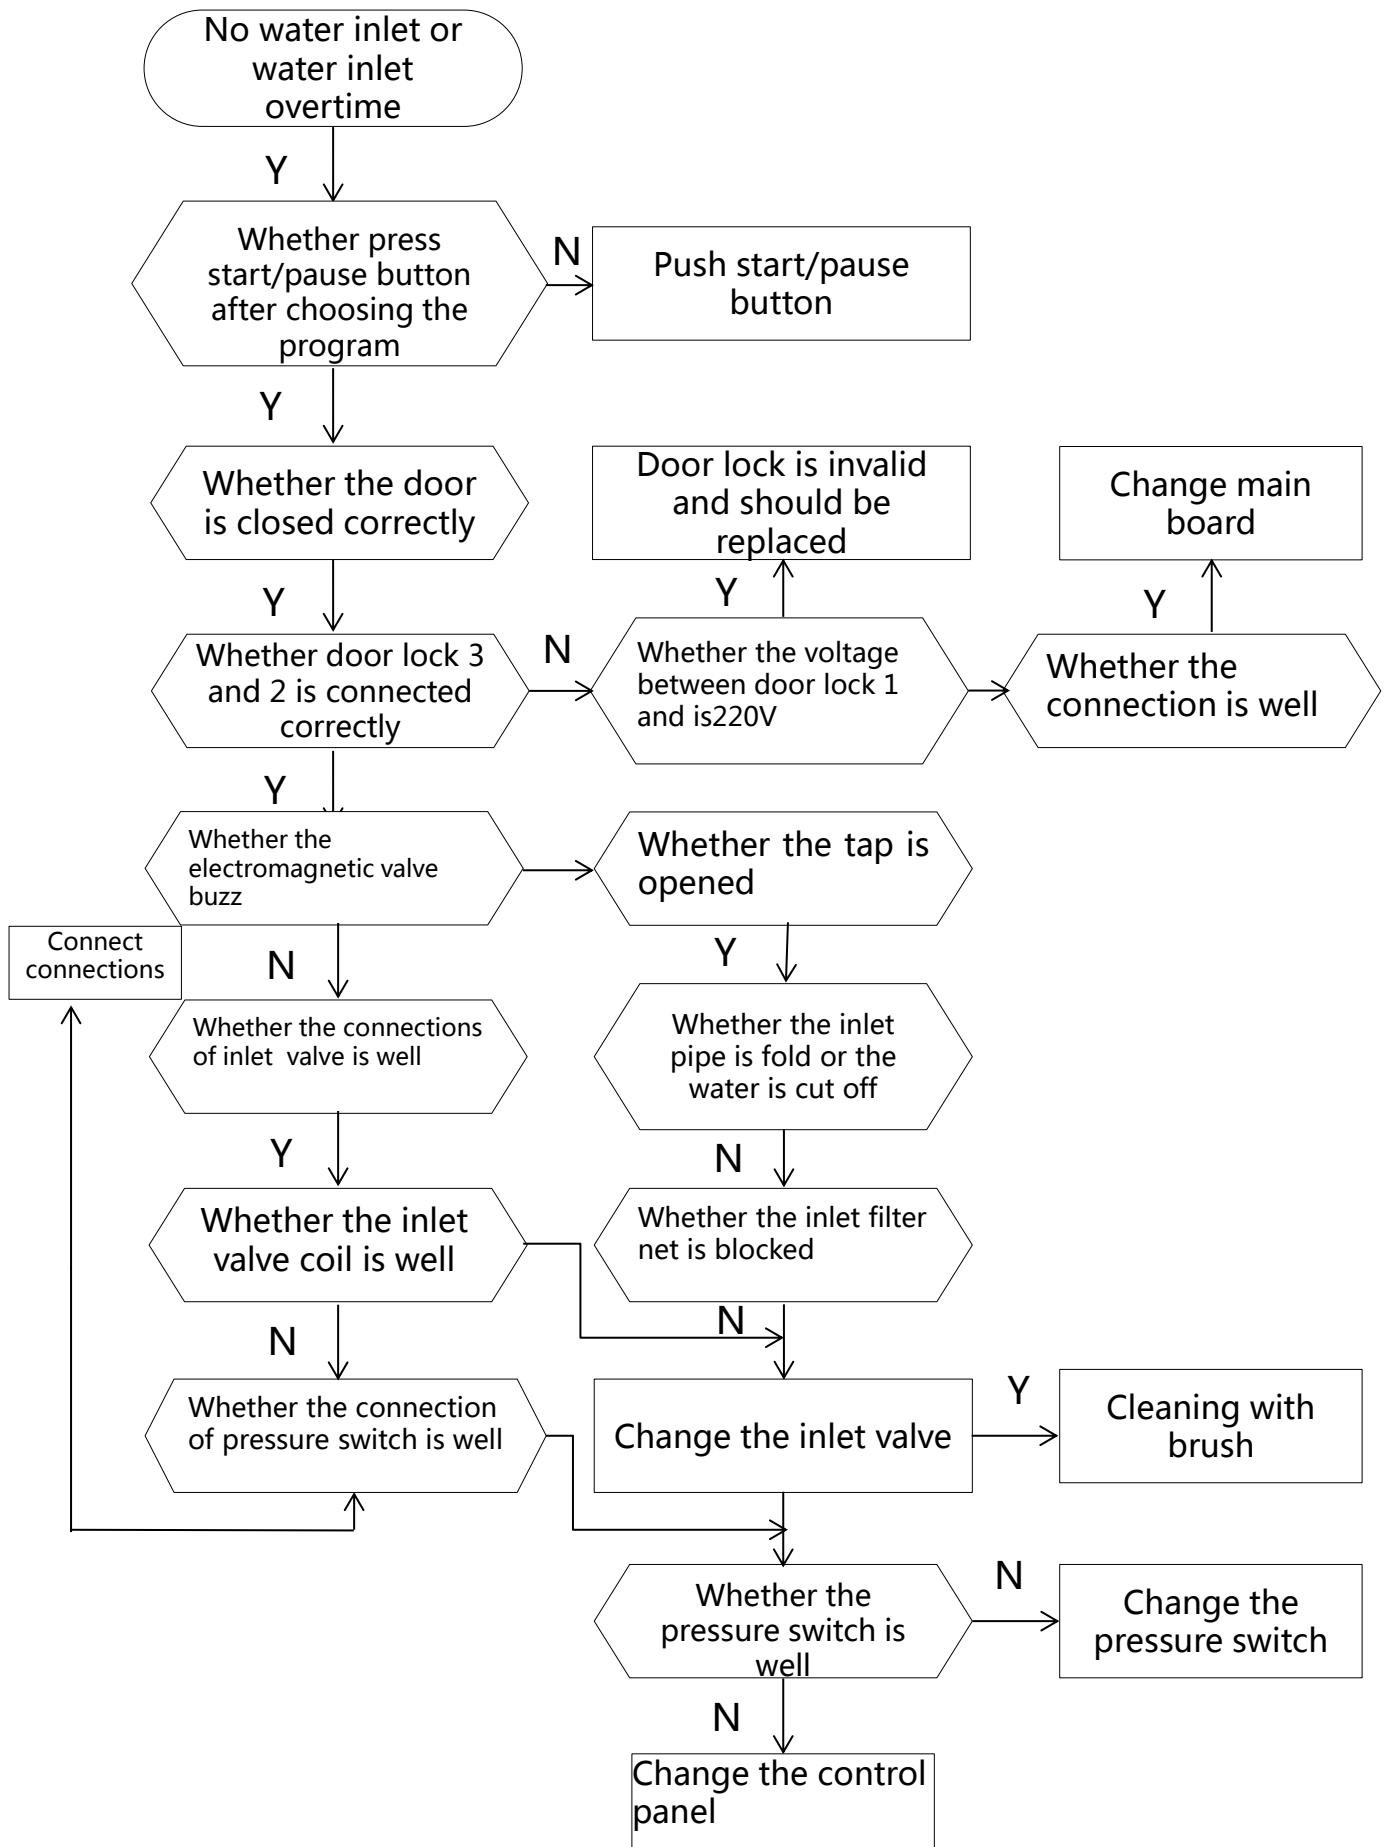 No water inlet or
water inlet
overtime
Y
Whether press
start/pause button
after choosing the
program
N
Push start/pause
button
Y
Whether the door
is closed correctly
Door lock is invalid
and should be
replaced
Change main
board
Y
Y
Y
Whether door lock 3
and 2 is connected
correctly
N
Whether the voltage
between door lock 1
and is220V
Whether the
connection is well
Y
Whether the
electromagnetic valve
buzz
Whether the tap is
opened
Connect
connections
N
Y
Whether the connections
of inlet  valve is well
Whether the inlet
pipe is fold or the
water is cut off
Y
N
Whether the inlet
valve coil is well
Whether the inlet filter
net is blocked
N
N
Whether the connection
of pressure switch is well
Change the inlet valve
Y
Cleaning with
brush
Whether the
pressure switch is
well
N
Change the
pressure switch
N
Change the control
panel